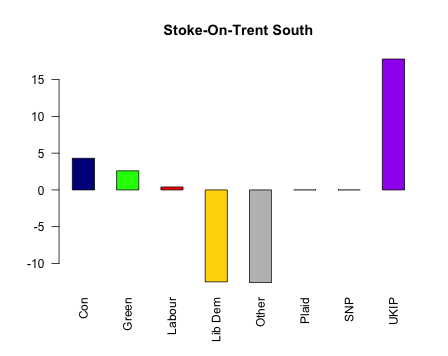 Stoke-On-Trent South
15
10
5
0
-5
-10
Con
Green
Labour
Lib Dem
Other
Plaid
SNP
UKIP